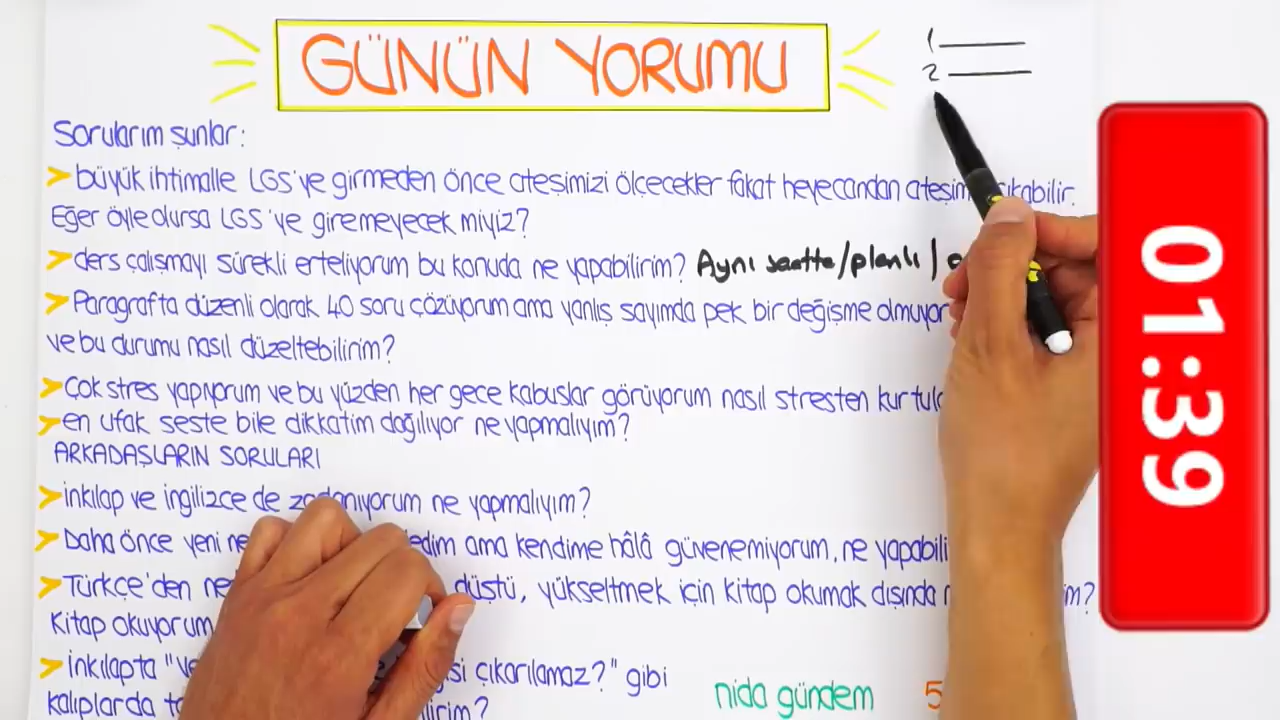 GÜNÜN YORUMU
1
2
Sorularım şunlar:
➤ büyük ihtimalle LGS'ye girmeden önce ateşimizi ölçecekler fakat heyecandan ateşim çıkabilir.
Eğer öyle olursa LGS'ye giremeyecek miyiz?
➤ ders çalışmayı sürekli erteliyorum bu konuda ne yapabilirim? Aynı saatte/planlı/
➤ Paragrafta düzenli olarak 40 soru çözüyorum ama yanlış sayımda pek bir değişme olmuyor
ve bu durumu nasıl düzeltebilirim?
➤ Çok stres yapıyorum ve bu yüzden her gece kabuslar görüyorum nasıl stresten
➤ en ufak seste bile dikkatim dağılıyor ne yapmalıyım?
ARKADAŞLARIN SORULARI
➤ inkılap ve ingilizce de zorlanıyorum ne yapmalıyım?
➤ Daha önce yeni ama kendime hâlâ güvenemiyorum, ne
➤ Türkçe'den düştü, yükseltmek için kitap okumak dışında
Kitap okuyorum
➤ İnkılapta çıkarılamaz?" gibi
kalıplarda
nida gündem 5
01:39